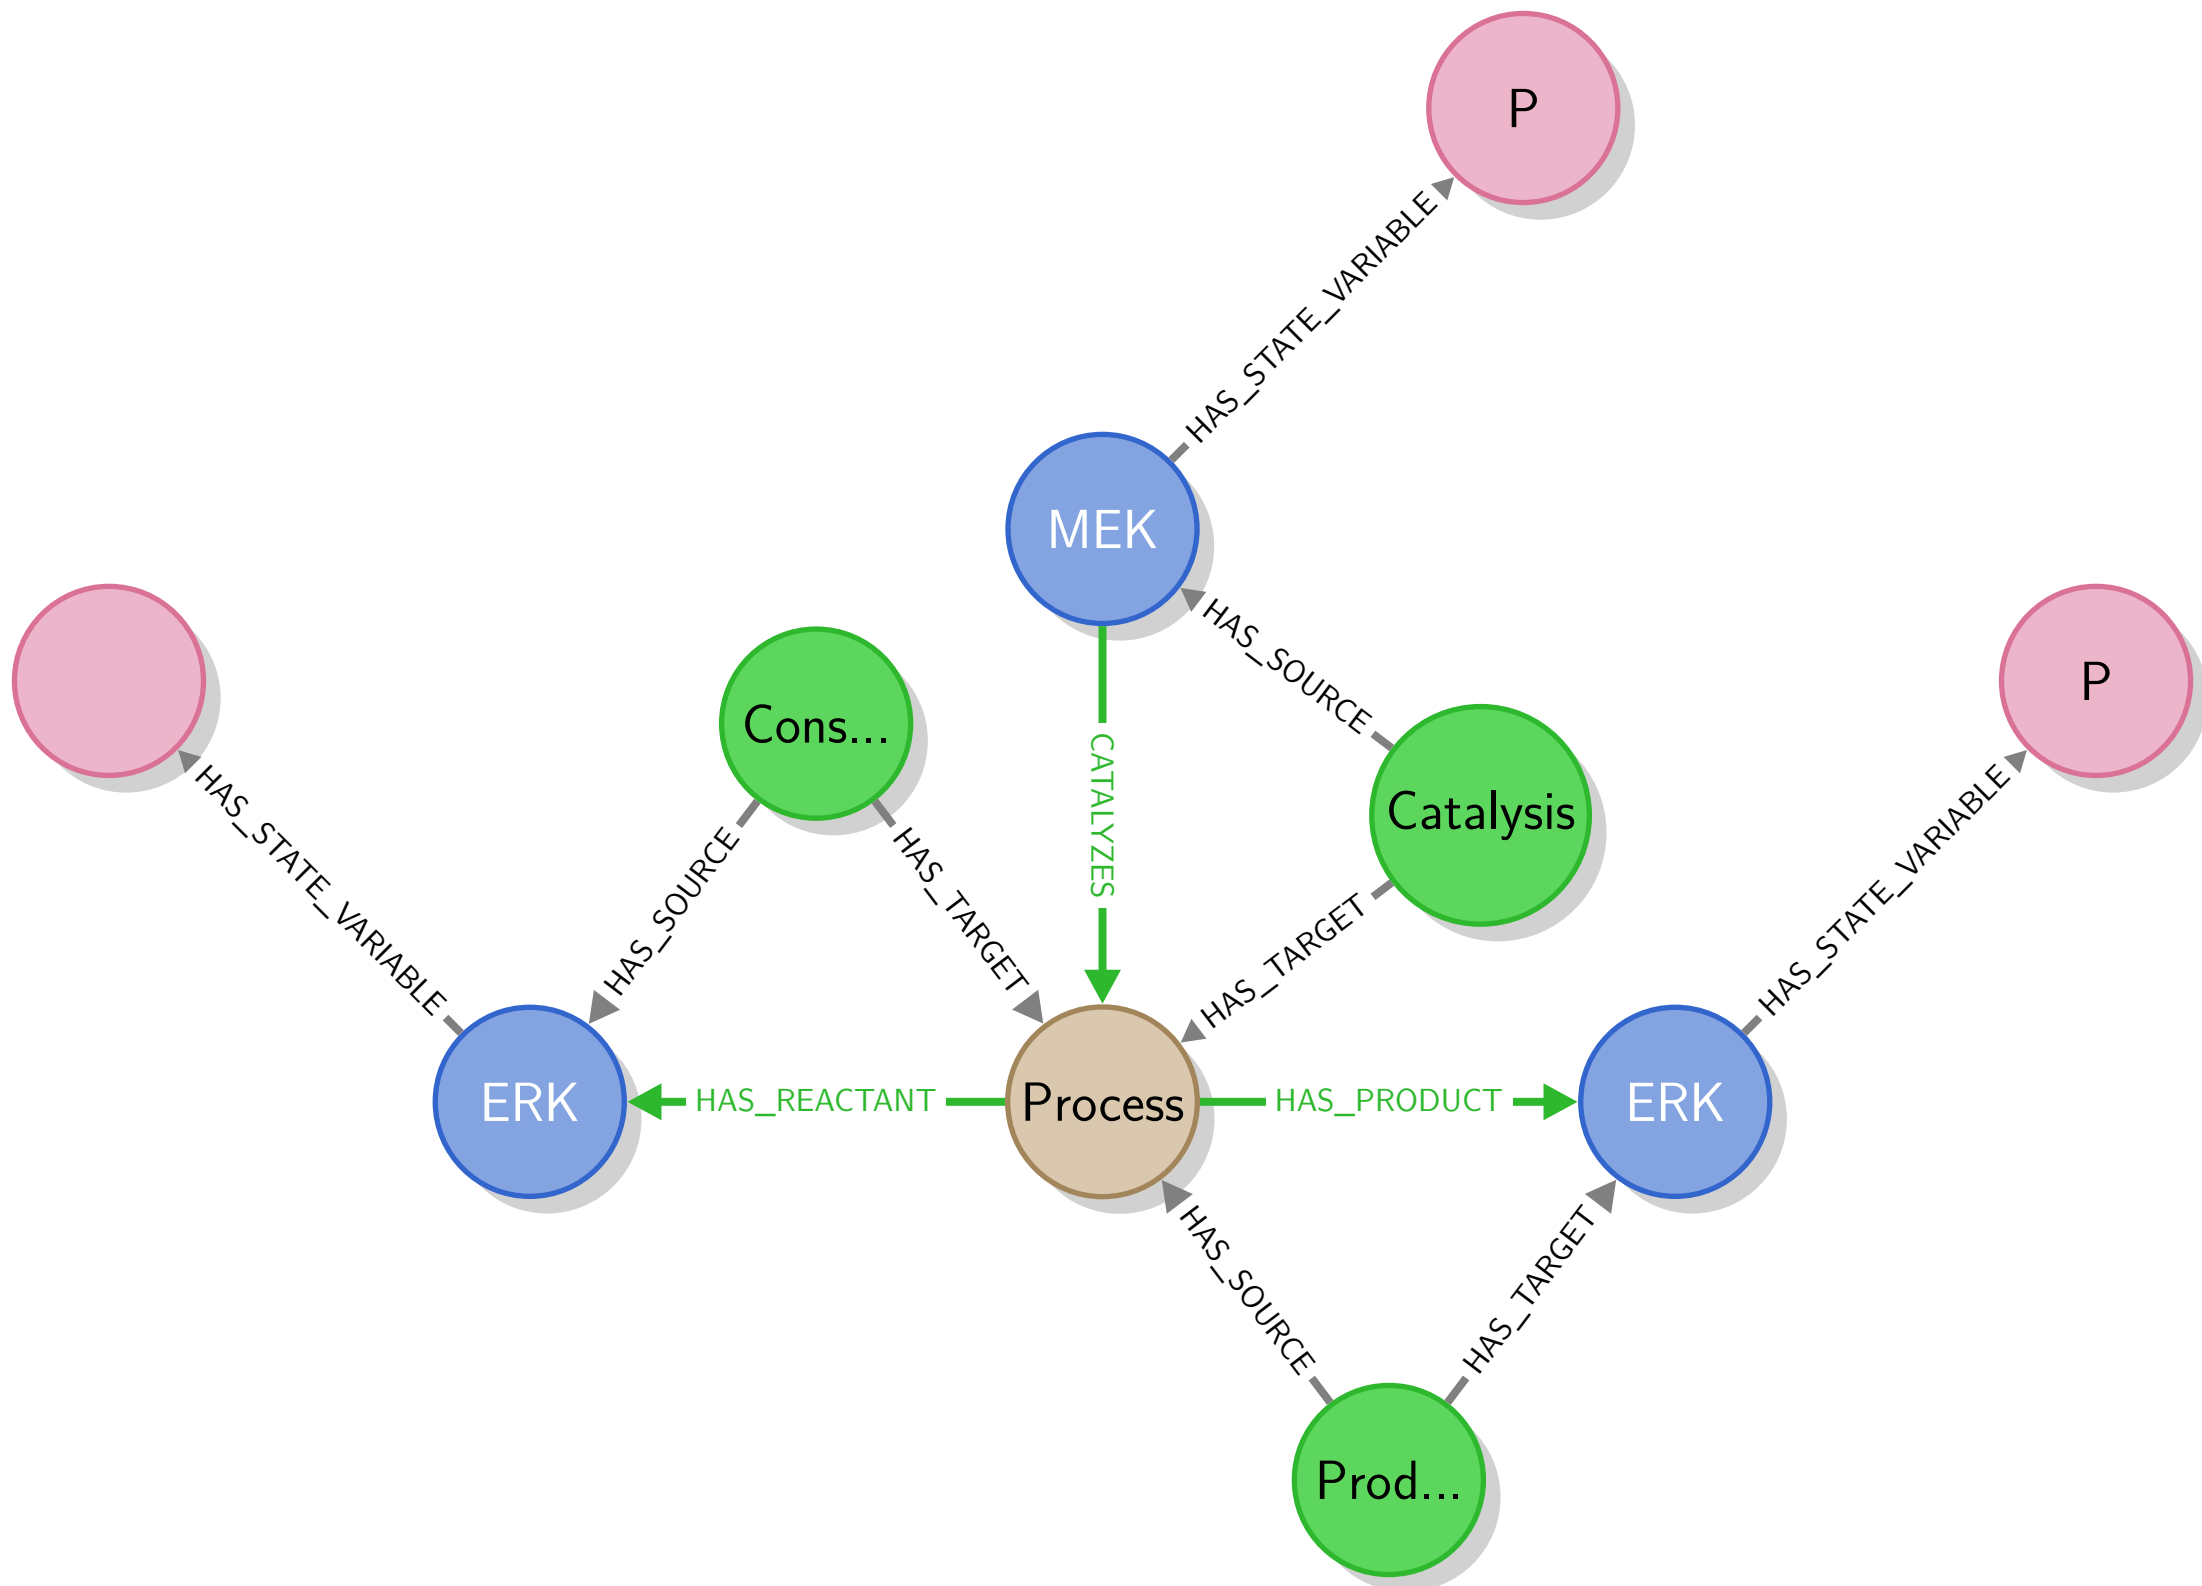 P
HAS_STATE_VARIABLE
MEK
HAS_SOURCE
Cons...
CATALYZES
Catalysis
P
HAS_STATE_VARIABLE
HAS_SOURCE
HAS_TARGET
HAS_TARGET
HAS_STATE_VARIABLE
ERK
HAS_REACTANT
Process
HAS_PRODUCT
ERK
HAS_SOURCE
HAS_TARGET
Prod...